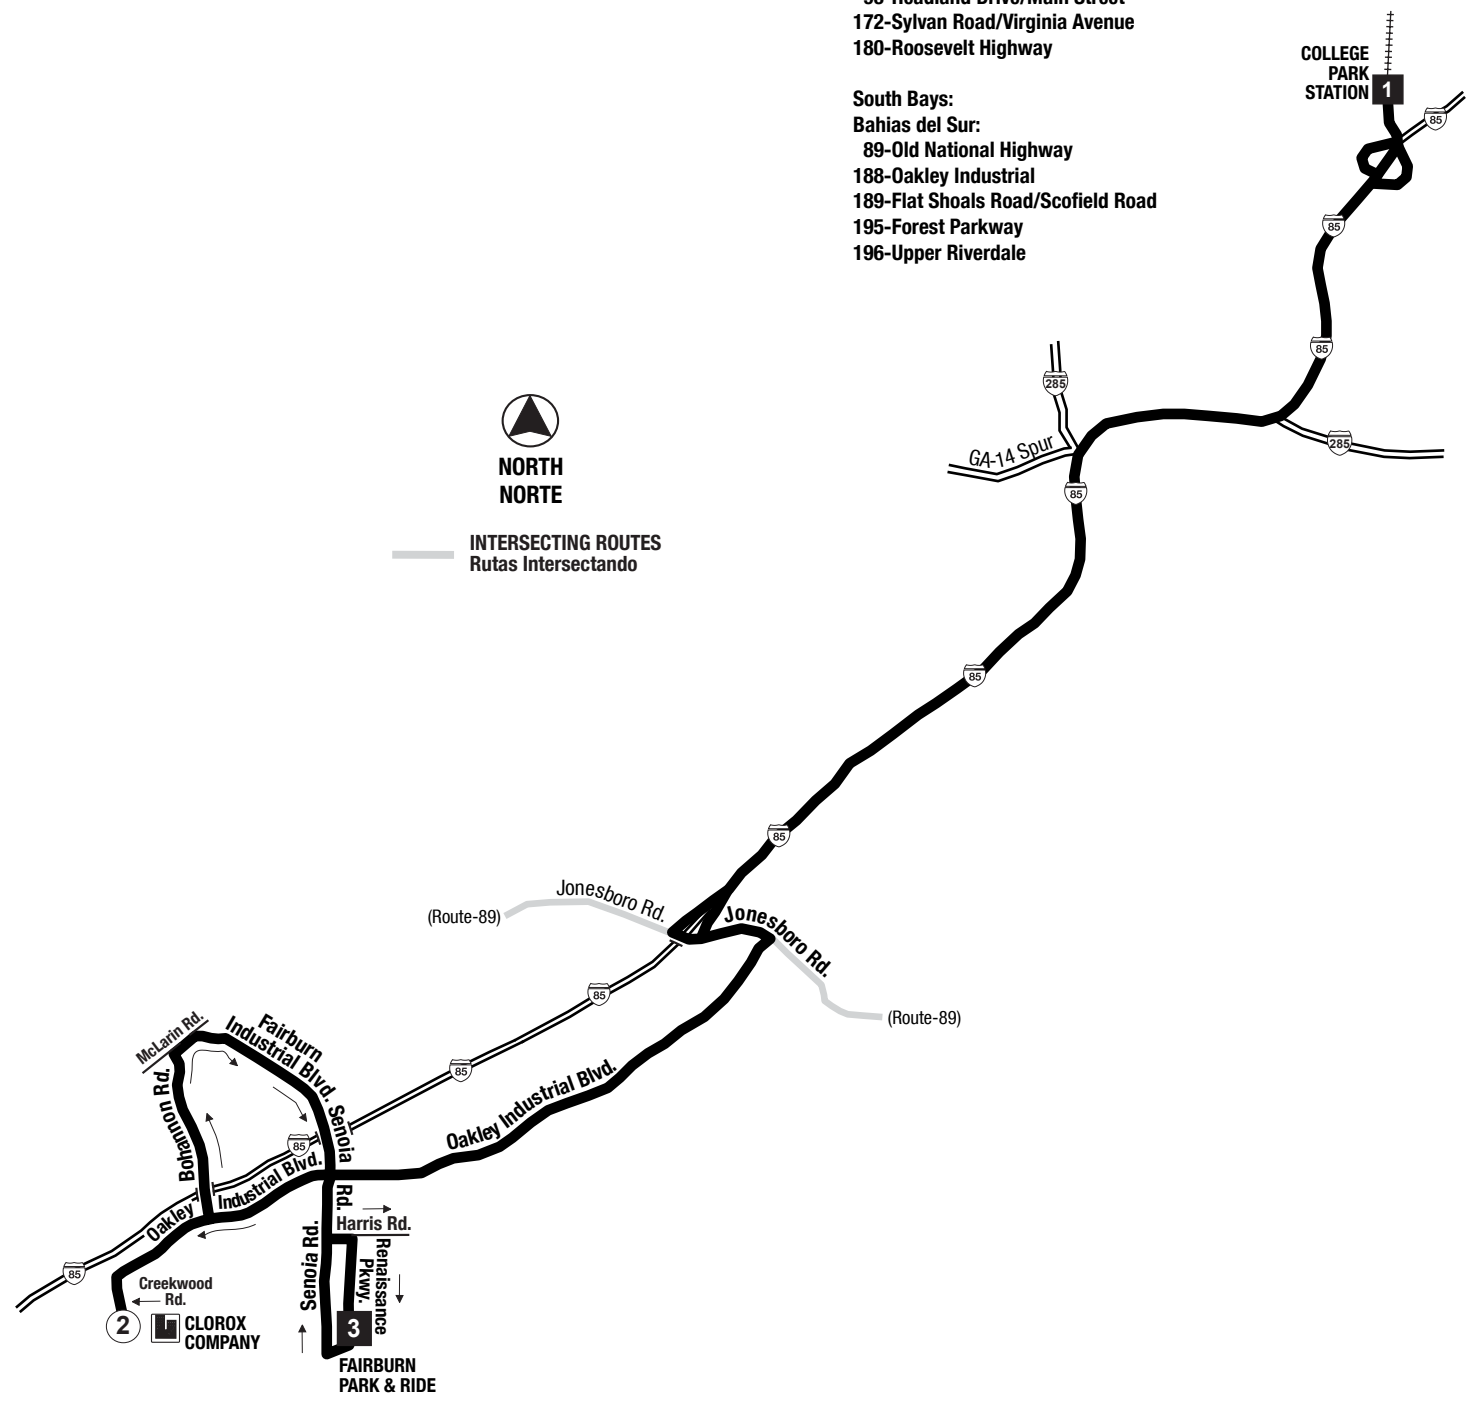 172-Sylvan Road/Virginia Avenue
180-Roosevelt Highway
South Bays:
Bahias del Sur:
89-Old National Highway
188-Oakley Industrial
189-Flat Shoals Road/Scofield Road
195-Forest Parkway
196-Upper Riverdale
COLLEGE
PARK
STATION
1
85
85
85
285
GA-14 Spur
285
85
NORTH
NORTE
INTERSECTING ROUTES
Rutas Intersectando
85
85
Jonesboro Rd.
(Route-89)
Jonesboro Rd.
(Route-89)
85
85
McLarin Rd.
Fairburn
Industrial Blvd.
Senoia
Rd.
Bohannon Rd.
85
Oakley Industrial Blvd.
Oakley
Industrial Blvd.
Harris Rd.
Senoia Rd.
Renaissance
Pkwy.
85
Creekwood
Rd.
2
CLOROX
COMPANY
3
FAIRBURN
PARK & RIDE